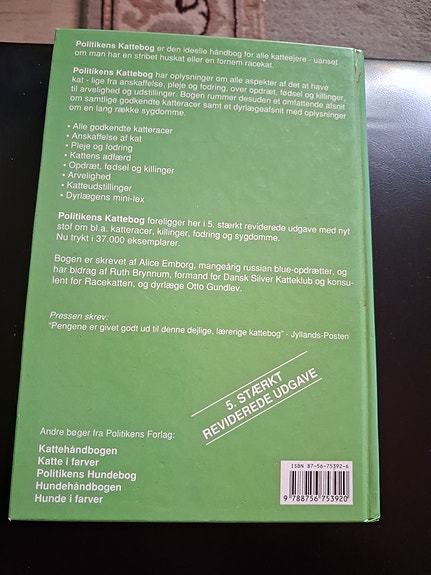 Politikens Kattebog er den ideelle håndbog for alle katteejere - uanset
om man har en stribet huskat eller en fornem racekat.
Politikens Kattebog har oplysninger om alle aspekter af det at have
kat - lige fra anskaffelse, pleje og fodring, over opdræt, fødsel og killinger,
til arvelighed og udstillinger. Bogen rummer desuden et omfattende afsnit
om samtlige godkendte katteracer samt et dyrlægeafsnit med oplysninger
om en lang række sygdomme.
• Alle godkendte katteracer
• Anskaffelse af kat
• Pleje og fodring
• Kattens adfærd
• Opdræt, fødsel og killinger
• Arvelighed
• Katteudstillinger
• Dyrlægens mini-lex
Politikens Kattebog foreligger her i 5. stærkt reviderede udgave med nyt
stof om bl.a. katteracer, killinger, fodring og sygdomme.
Nu trykt i 37.000 eksemplarer.
Bogen er skrevet af Alice Emborg, mangeårig russian blue-opdrætter, og
har bidrag af Ruth Brynnum, formand for Dansk Silver Katteklub og konsu-
lent for Racekatten, og dyrlæge Otto Gundlev.
Pressen skrev:
"Pengene er givet godt ud til denne dejlige, lærerige kattebog" - Jyllands-Posten
5. STÆRKT
REVIDEREDE UDGAVE
Andre bøger fra Politikens Forlag:
Kattehåndbogen
Katte i farver
Politikens Hundebog
Hundehåndbogen
Hunde i farver
ISBN 87-56-75392-6
9 788756 753920